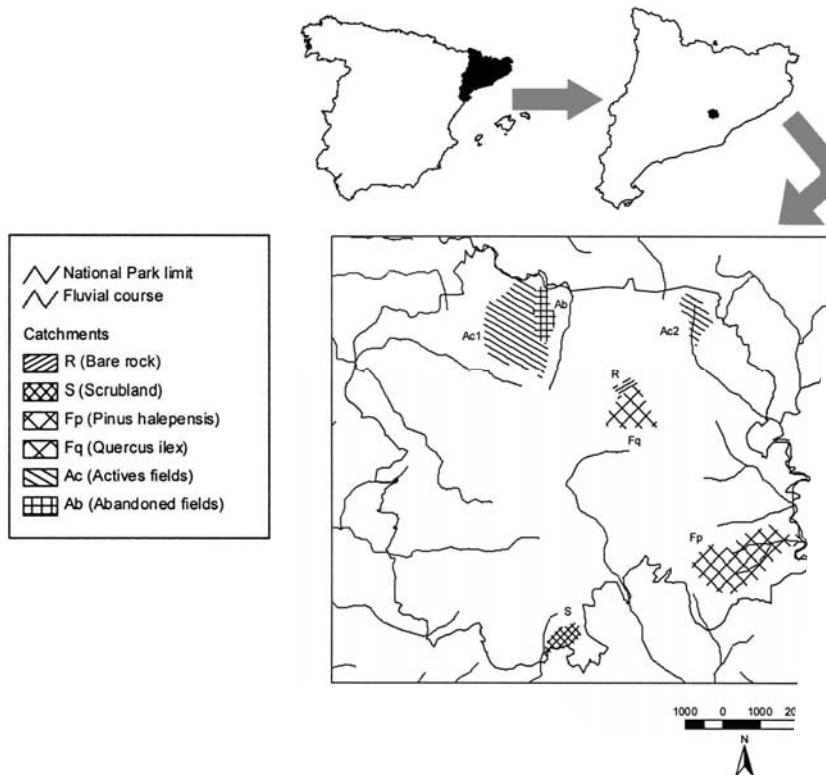 National Park limit
Fluvial course
Catchments
R (Bare rock)
S (Scrubland)
Fp (Pinus halepensis)
Fq (Quercus ilex)
Ac (Actives fields)
Ab (Abandoned fields)
Ab
Ac1
Ac2
R
Fq
Fp
S
1000 0 1000 20
N